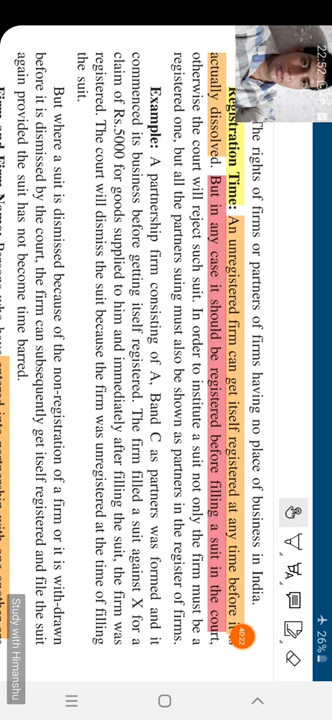 22:52
26%
The rights of firms or partners of firms having no place of business in India.
Registration Time: An unregistered firm can get itself registered at any time before it
actually dissolved. But in any case it should be registered before filling a suit in the court,
otherwise the court will reject such suit. In order to institute a suit not only the firm must be a
registered one, but all the partners suing must also be shown as partners in the register of firms.
Example: A partnership firm consisting of A, Band C as partners was formed and it
commenced its business before getting itself registered. The firm filled a suit against X for a
claim of Rs.5000 for goods supplied to him and immediately after filling the suit, the firm was
registered. The court will dismiss the suit because the firm was unregistered at the time of filling
the suit.
But where a suit is dismissed because of the non-registration of a firm or it is with-drawn
before it is dismissed by the court, the firm can subsequently get itself registered and file the suit
again provided the suit has not become time barred.
40:22
Study with Himanshu